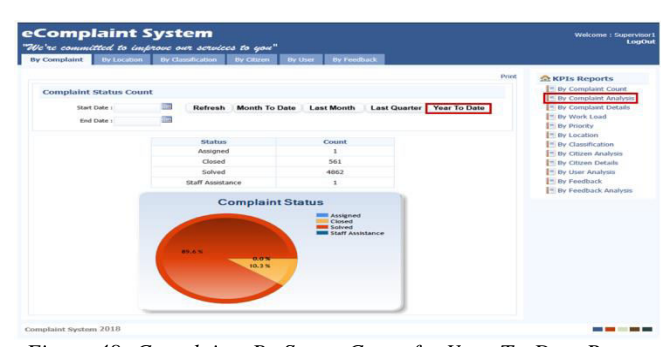 eComplaint System
"We're committed to improve our services to you"
Welcome : Supervisor1
LogOut
By Complaint By Location By Classification By Citizen By User By Feedback
Print
Complaint Status Count
Start Date :
End Date :
Refresh Month To Date Last Month Last Quarter Year To Date
Status Count
Assigned 1
Closed 561
Solved 4862
Staff Assistance 1
Complaint Status
Assigned
Closed
Solved
Staff Assistance
0.0 %
10.3 %
KPIs Reports
By Complaint Count
By Complaint Analysis
By Complaint Details
By Work Load
By Priority
By Location
By Classification
By Citizen Analysis
By Citizen Details
By User Analysis
By Feedback
By Feedback Analysis
Complaint System 2018